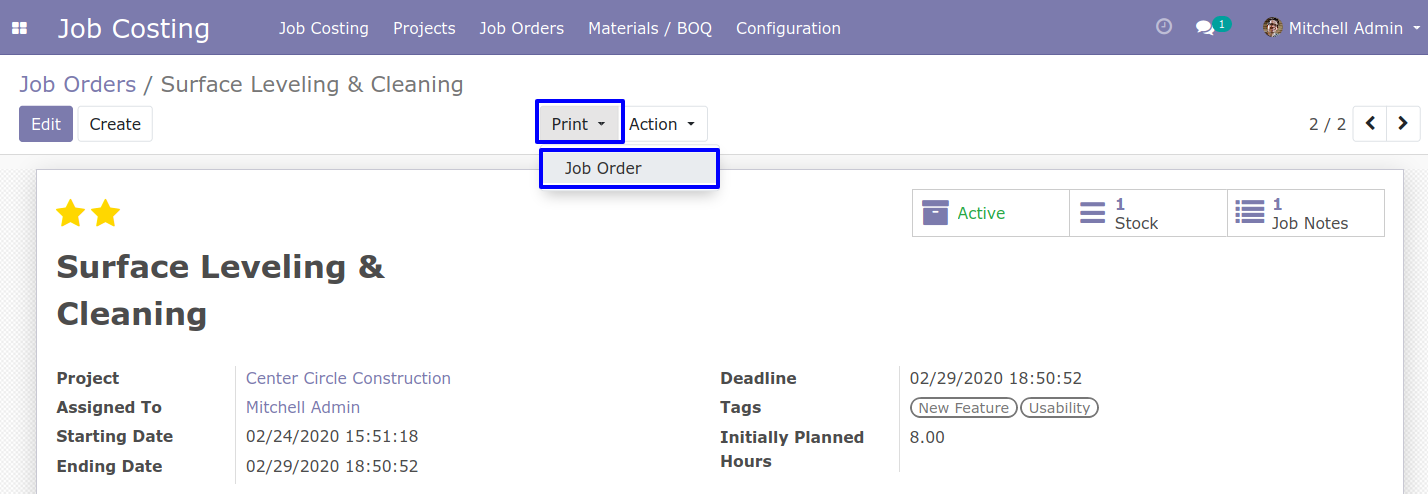 Job Costing Job Costing Projects Job Orders Materials / BOQ Configuration 1 Mitchell Admin
Job Orders / Surface Leveling & Cleaning
Edit Create Print Action 2 / 2
Job Order
Active 1 Stock 1 Job Notes
Surface Leveling &
Cleaning
Project Center Circle Construction Deadline 02/29/2020 18:50:52
Assigned To Mitchell Admin Tags New Feature Usability
Starting Date 02/24/2020 15:51:18 Initially Planned 8.00
Hours
Ending Date 02/29/2020 18:50:52